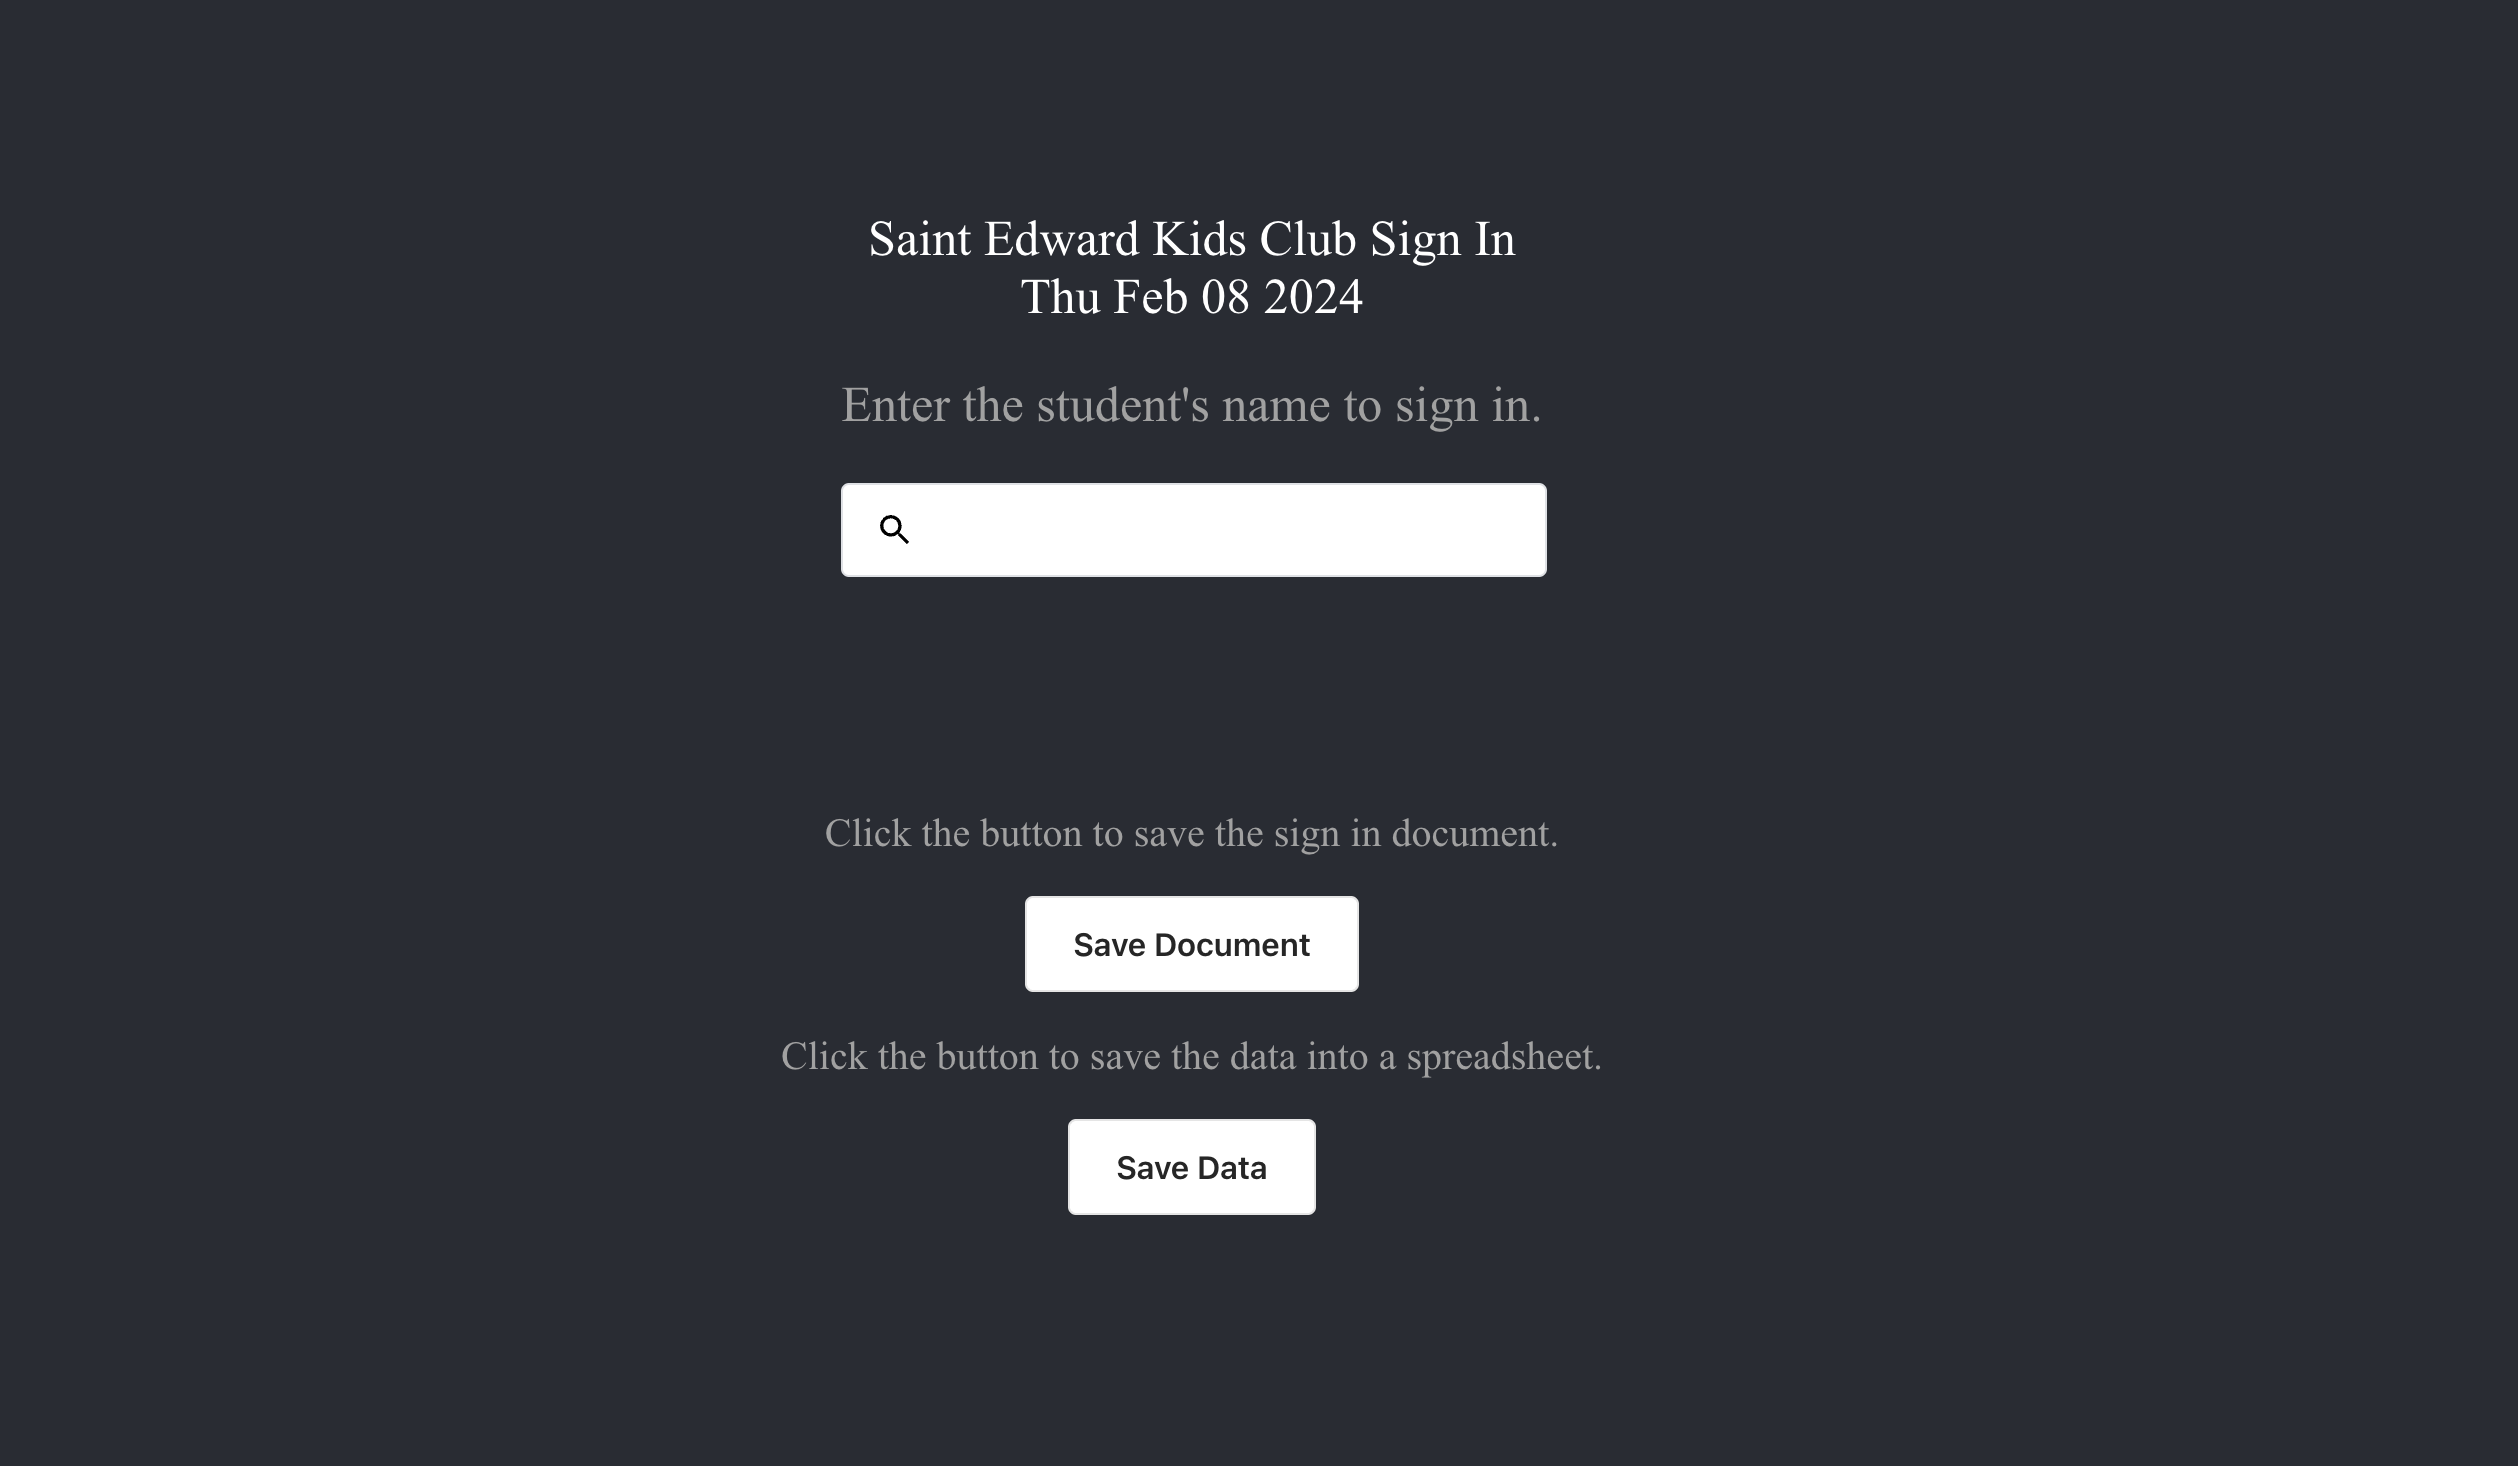 Saint Edward Kids Club Sign In
Thu Feb 08 2024
Enter the student's name to sign in.
Click the button to save the sign in document.
Save Document
Click the button to save the data into a spreadsheet.
Save Data